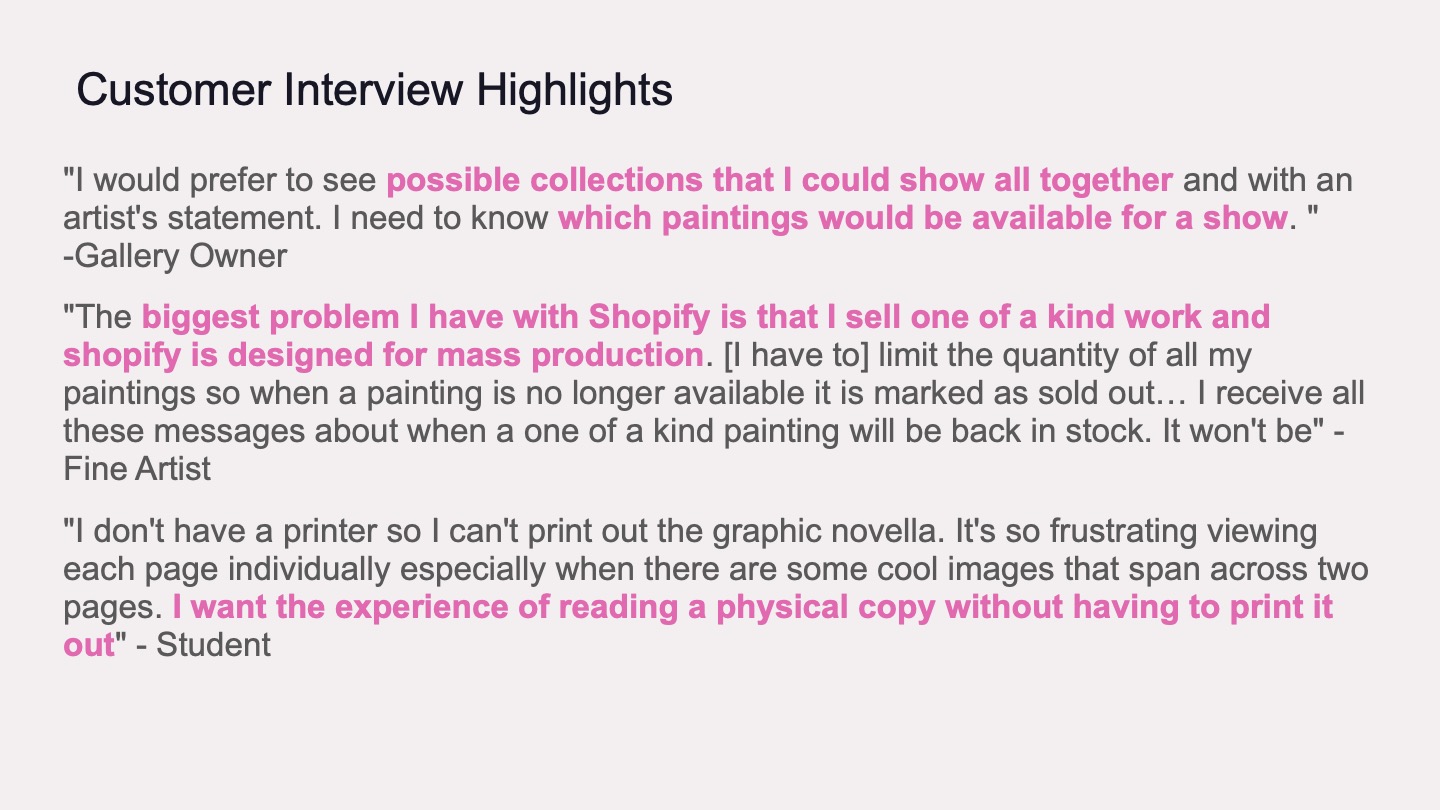 Customer Interview Highlights
"I would prefer to see possible collections that I could show all together and with an
artist's statement. I need to know which paintings would be available for a show. "
-Gallery Owner
"The biggest problem I have with Shopify is that I sell one of a kind work and
shopify is designed for mass production. [I have to] limit the quantity of all my
paintings so when a painting is no longer available it is marked as sold out… I receive all
these messages about when a one of a kind painting will be back in stock. It won't be" -
Fine Artist
"I don't have a printer so I can't print out the graphic novella. It's so frustrating viewing
each page individually especially when there are some cool images that span across two
pages. I want the experience of reading a physical copy without having to print it
out" - Student